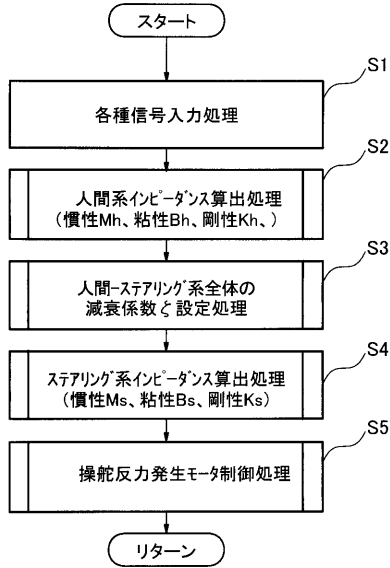 スタート
S1
各種信号入力処理
S2
人間系インピーダンス算出処理
(慣性Mh、粘性Bh、剛性Kh、)
S3
人間-ステアリング系全体の
減衰係数ζ設定処理
S4
ステアリング系インピーダンス算出処理
(慣性Ms、粘性Bs、剛性Ks)
S5
操舵反力発生モータ制御処理
リターン